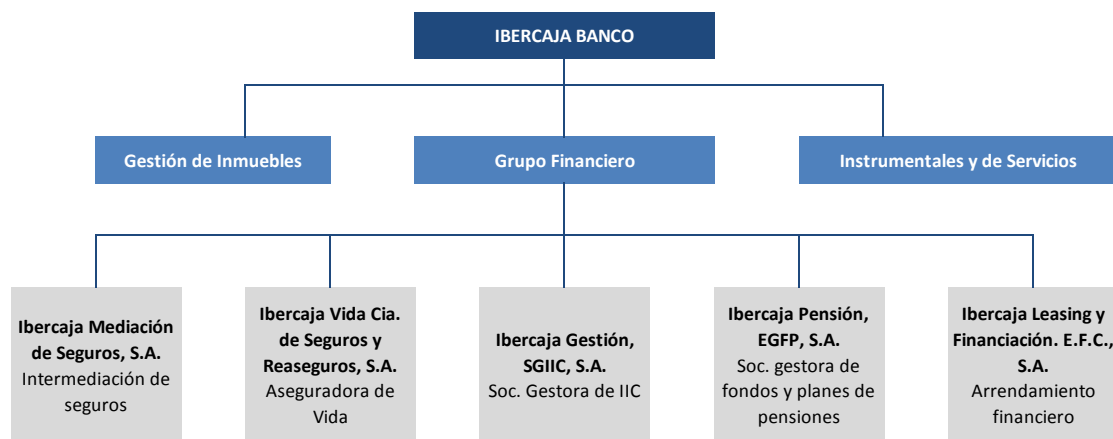 IBERCAJA BANCO
Gestión de Inmuebles
Grupo Financiero
Instrumentales y de Servicios
Ibercaja Mediación
de Seguros, S.A.
Intermediación de
seguros
Ibercaja Vida Cia.
de Seguros y
Reaseguros, S.A.
Aseguradora de
Vida
Ibercaja Gestión,
SGIIC, S.A.
Soc. Gestora de IIC
Ibercaja Pensión,
EGFP, S.A.
Soc. gestora de
fondos y planes de
pensiones
Ibercaja Leasing y
Financiación. E.F.C.,
S.A.
Arrendamiento
financiero